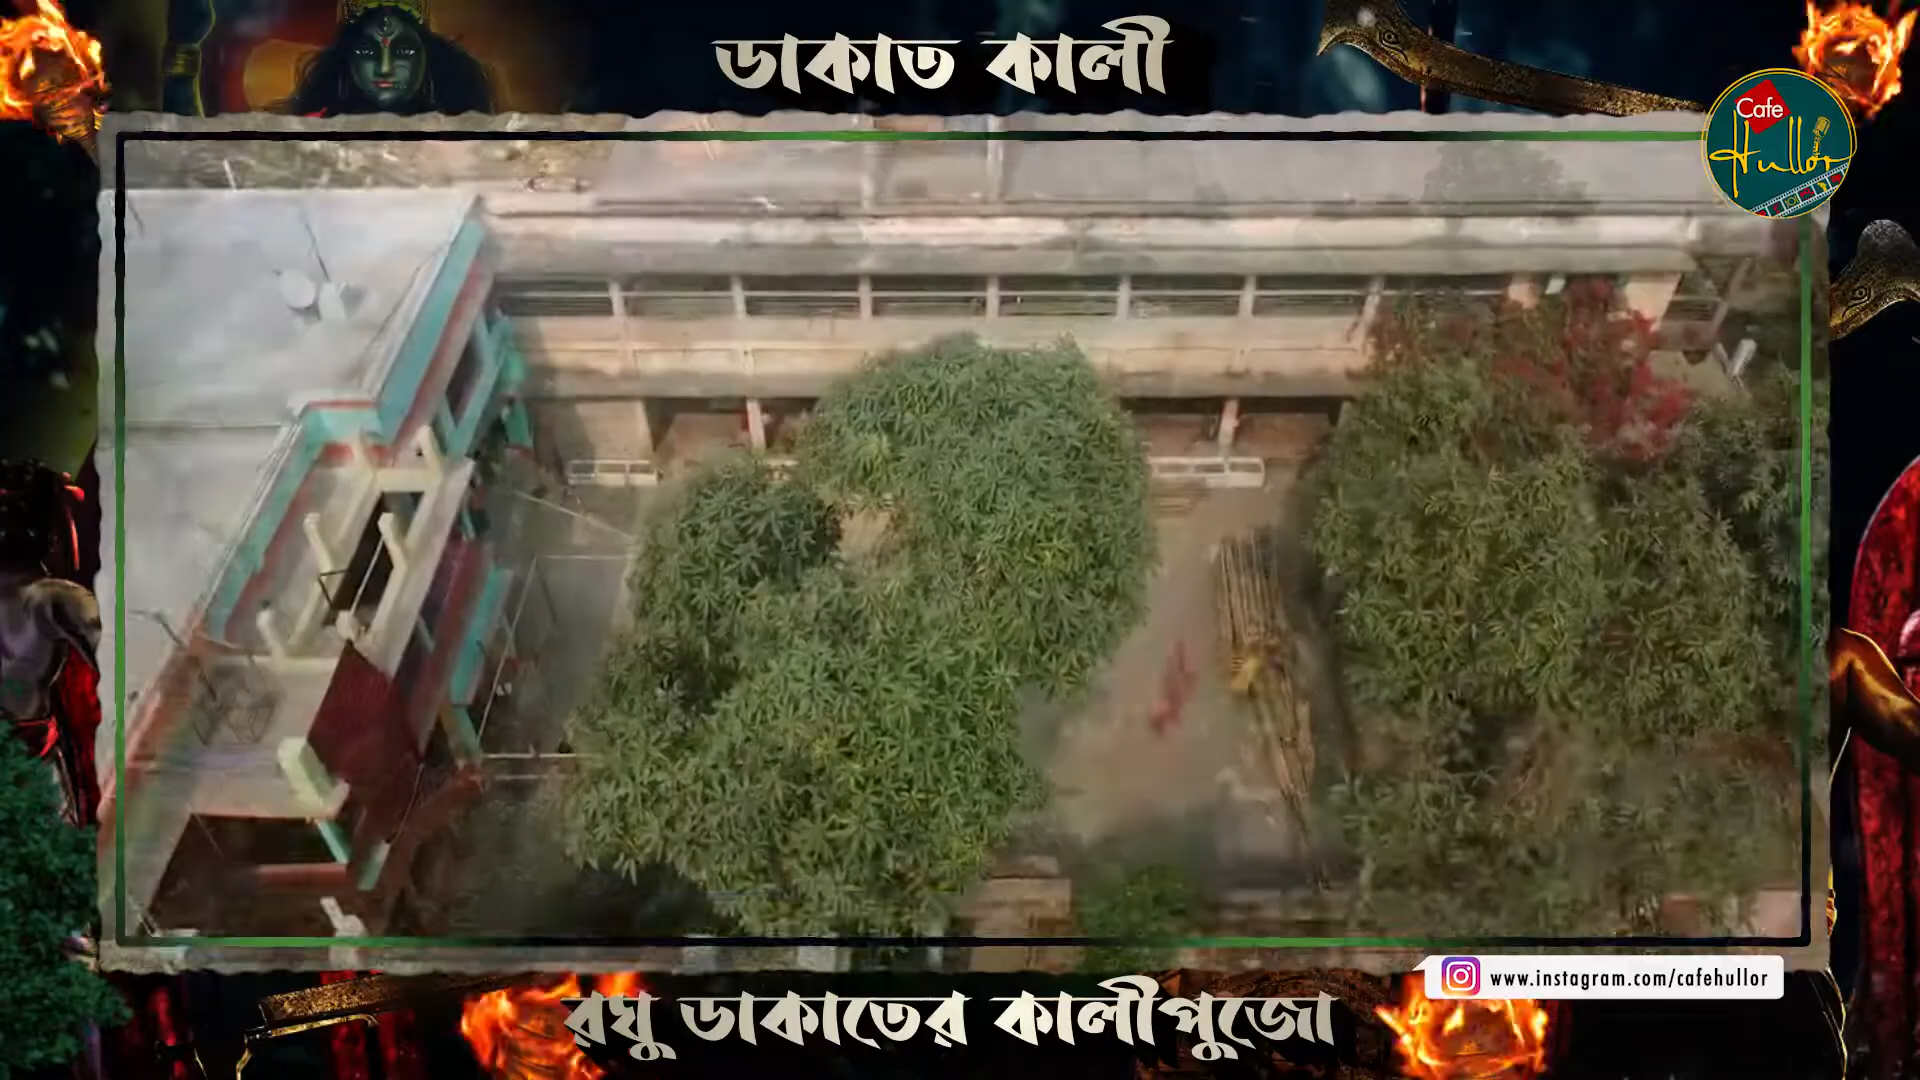 ডাকাত কালী
Cafe
Hullor
www.instagram.com/cafehullor
রঘু ডাকাতের কালীপুজো